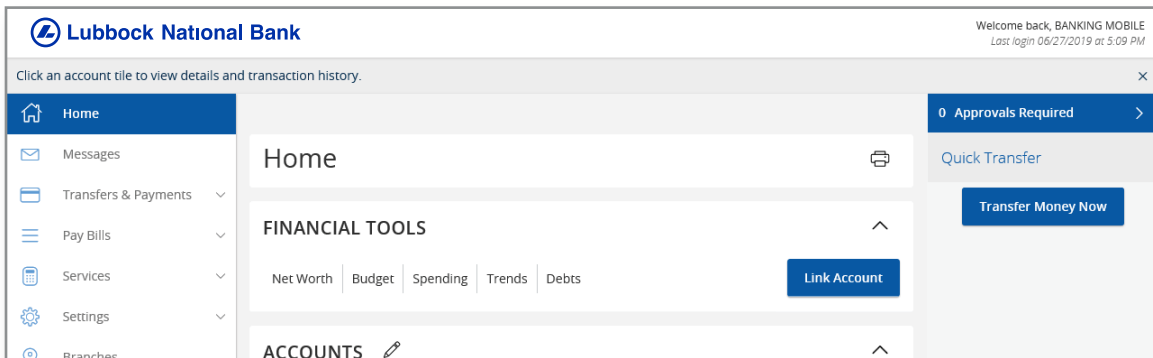 Lubbock National Bank
Welcome back, BANKING MOBILE
Last login 06/27/2019 at 5:09 PM
Click an account tile to view details and transaction history.
Home
Messages
Transfers & Payments
Pay Bills
Services
Settings
Branches
Home
FINANCIAL TOOLS
Net Worth Budget Spending Trends Debts Link Account
ACCOUNTS
0 Approvals Required
Quick Transfer
Transfer Money Now